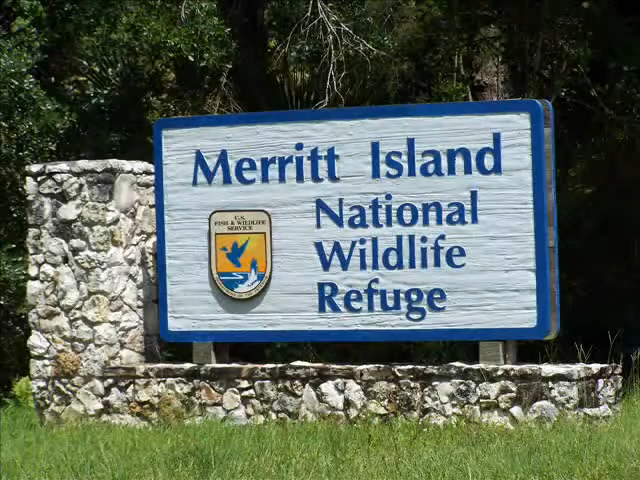 Merritt Island
National
Wildlife
Refuge
U.S.
FISH & WILDLIFE
SERVICE